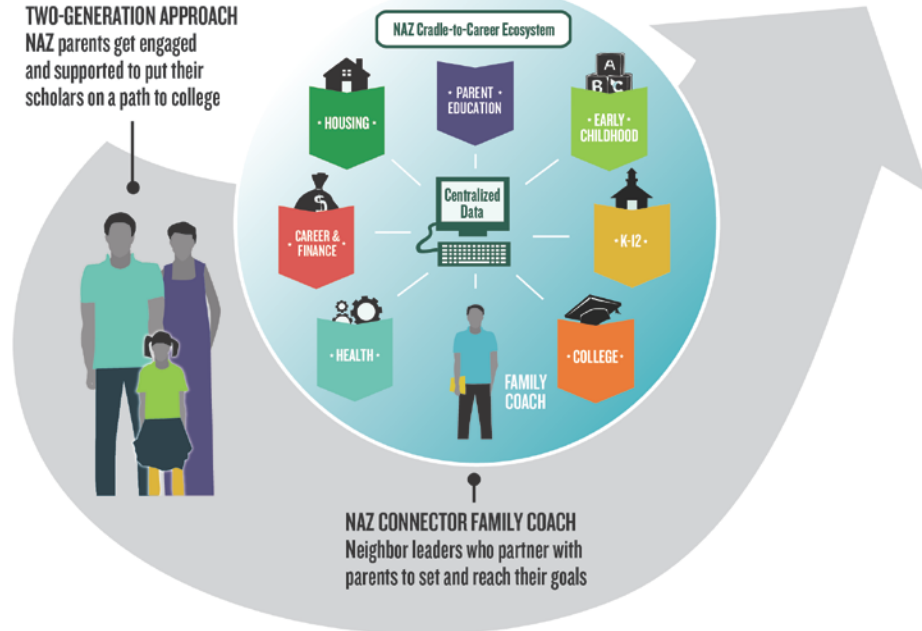 TWO-GENERATION APPROACH
NAZ parents get engaged
and supported to put their
scholars on a path to college
NAZ Cradle-to-Career Ecosystem
• HOUSING •
• PARENT EDUCATION •
A
B C
• EARLY •
CHILDHOOD
$
• CAREER & •
FINANCE
Centralized
Data
• K-12 •
• HEALTH •
FAMILY
COACH
• COLLEGE •
NAZ CONNECTOR FAMILY COACH
Neighbor leaders who partner with
parents to set and reach their goals